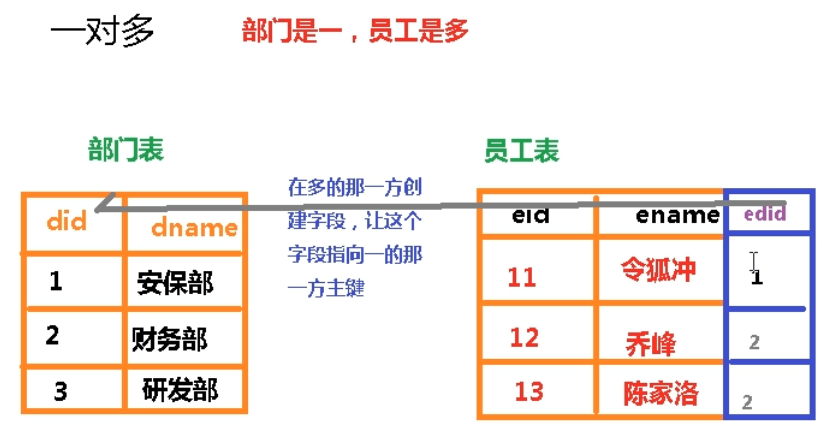 一对多
部门是一，员工是多
部门表
员工表
在多的那一方创
建字段，让这个
字段指向一的那
一方主键
did dname
1 安保部
2 财务部
3 研发部
eid ename edid
11 令狐冲 1
12 乔峰 2
13 陈家洛 2